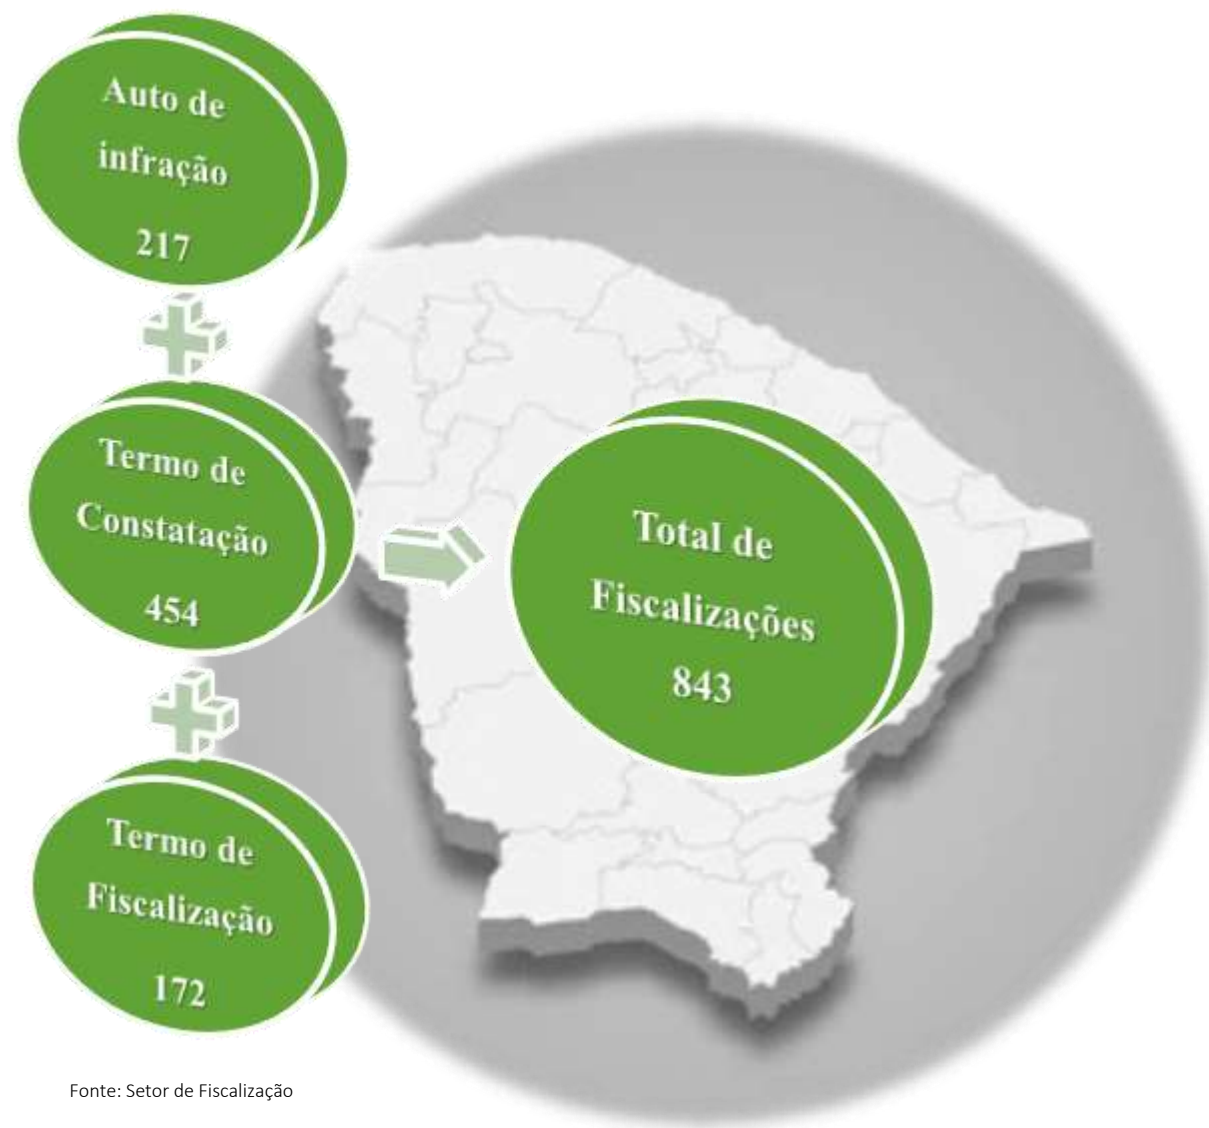 Auto de
infração
217
Termo de
Constatação
454
Total de
Fiscalizações
843
Termo de
Fiscalização
172
Fonte: Setor de Fiscalização